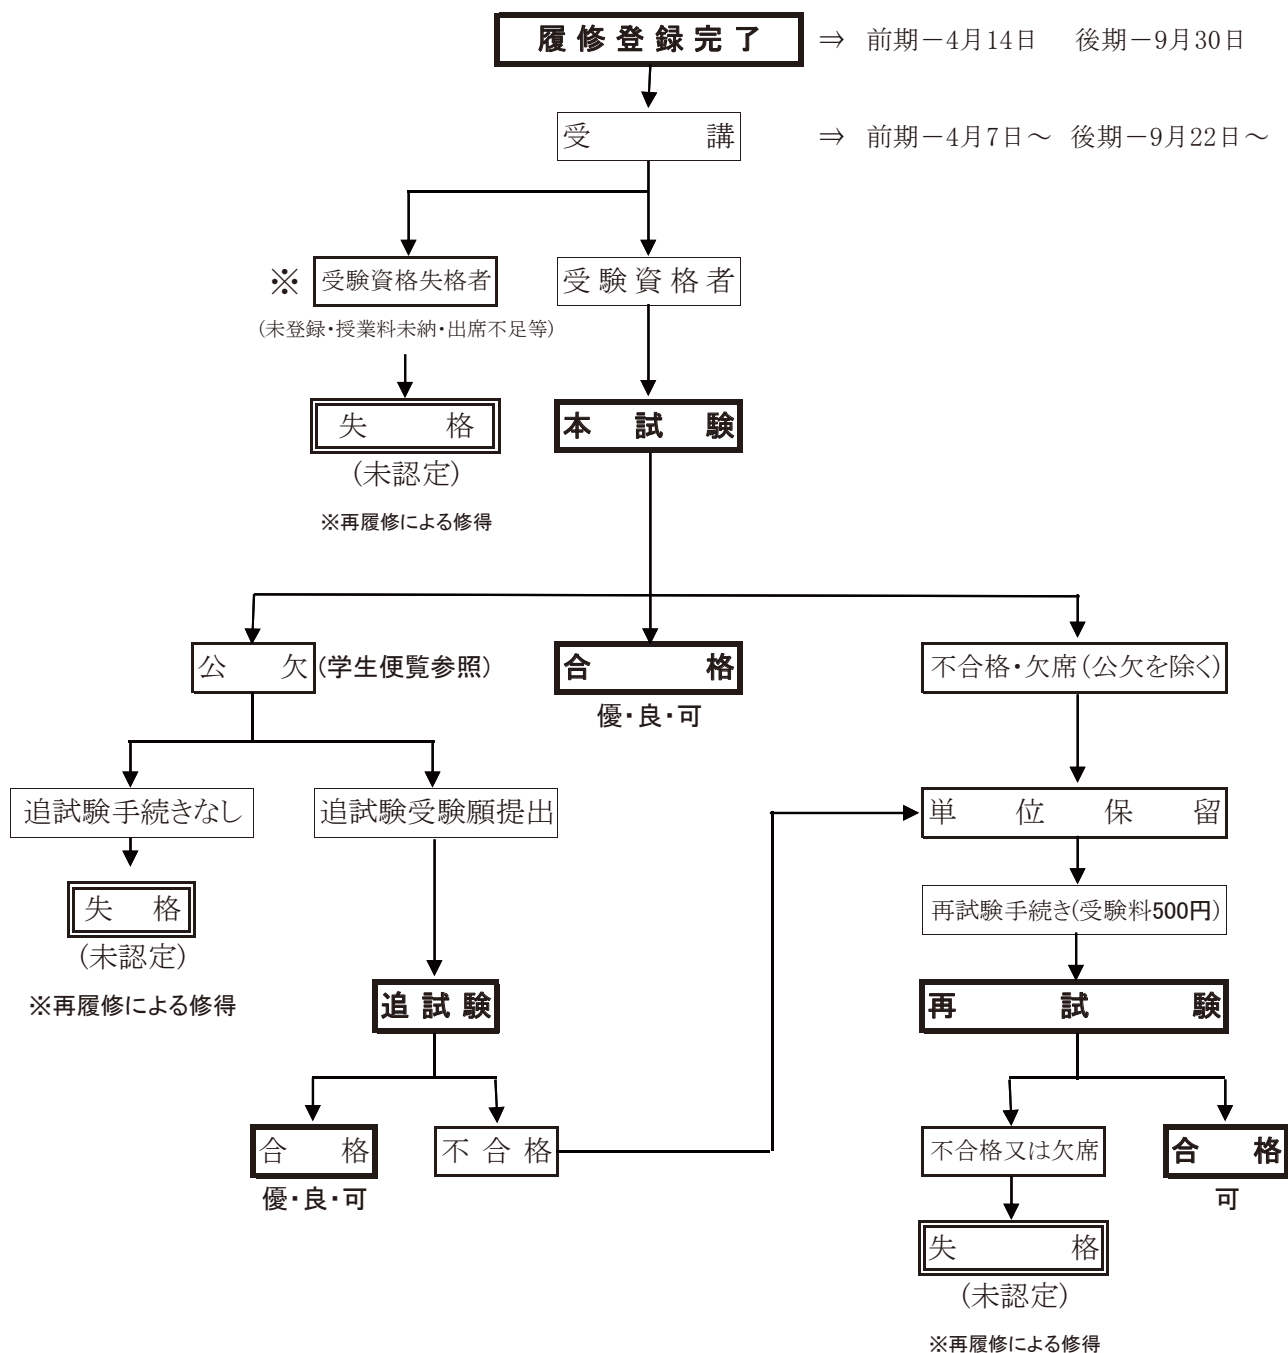 履修登録完了 ⇒ 前期－4月14日 後期－9月30日
受講 ⇒ 前期－4月7日～ 後期－9月22日～
※ 受験資格失格者 受験資格者
(未登録・授業料未納・出席不足等)
失格 本試験
(未認定)
※再履修による修得
公欠 (学生便覧参照) 合格 不合格・欠席(公欠を除く)
優・良・可
追試験手続きなし 追試験受験願提出 単位保留
失格 再試験手続き(受験料500円)
(未認定)
※再履修による修得 追試験 再試験
合格 不合格 不合格又は欠席 合格
優・良・可 可
失格
(未認定)
※再履修による修得